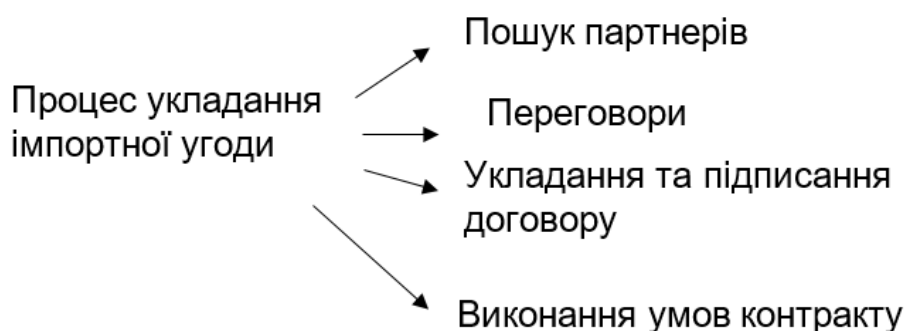 Процес укладання
імпортної угоди
Пошук партнерів
Переговори
Укладання та підписання
договору
Виконання умов контракту